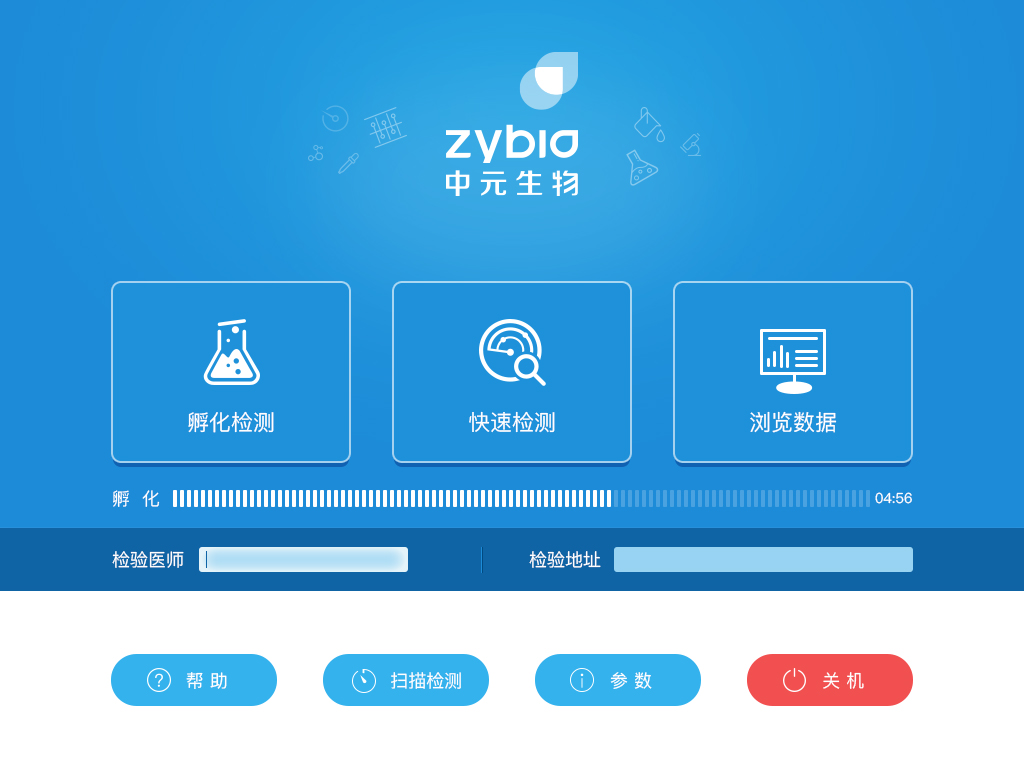 zybio
中元生物
孵化检测
快速检测
浏览数据
孵 化 04:56
检验医师 检验地址
帮 助 扫描检测 参 数 关 机